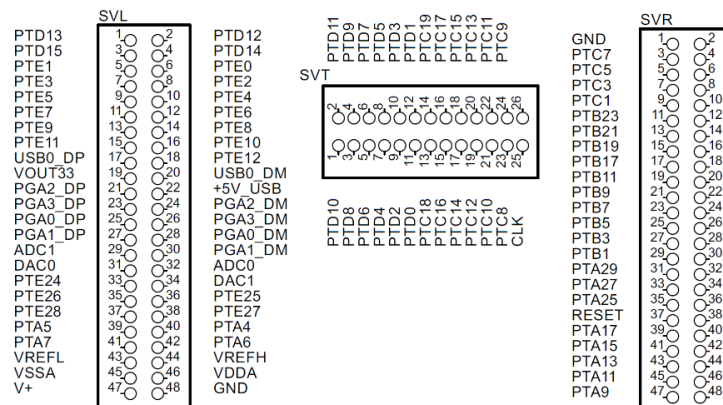 SVL
PTD13 1 2 PTD12
PTD15 3 4 PTD14
PTE1 5 6 PTE0
PTE3 7 8 PTE2
PTE5 9 10 PTE4
PTE7 11 12 PTE6
PTE9 13 14 PTE8
PTE11 15 16 PTE10
USB0_DP 17 18 PTE12
VOUT33 19 20 USB0_DM
PGA2_DP 21 22 +5V_USB
PGA3_DP 23 24 PGA2_DM
PGA0_DP 25 26 PGA3_DM
PGA1_DP 27 28 PGA0_DM
ADC1 29 30 PGA1_DM
DAC0 31 32 ADC0
PTE24 33 34 DAC1
PTE26 35 36 PTE25
PTE28 37 38 PTE27
PTA5 39 40 PTA4
PTA7 41 42 PTA6
VREFL 43 44 VREFH
VSSA 45 46 VDDA
V+ 47 48 GND
PTD11
PTD9
PTD7
PTD5
PTD3
PTD1
PTC19
PTC17
PTC15
PTC13
PTC11
PTC9
SVT
2 4 6 8 10 12 14 16 18 20 22 24 26
1 3 5 7 9 11 13 15 17 19 21 23 25
PTD10
PTD8
PTD6
PTD4
PTD2
PTD0
PTC18
PTC16
PTC14
PTC12
PTC10
PTC8
CLK
SVR
GND 1 2
PTC7 3 4
PTC5 5 6
PTC3 7 8
PTC1 9 10
PTB23 11 12
PTB21 13 14
PTB19 15 16
PTB17 17 18
PTB11 19 20
PTB9 21 22
PTB7 23 24
PTB5 25 26
PTB3 27 28
PTB1 29 30
PTA29 31 32
PTA27 33 34
PTA25 35 36
RESET 37 38
PTA17 39 40
PTA15 41 42
PTA13 43 44
PTA11 45 46
PTA9 47 48